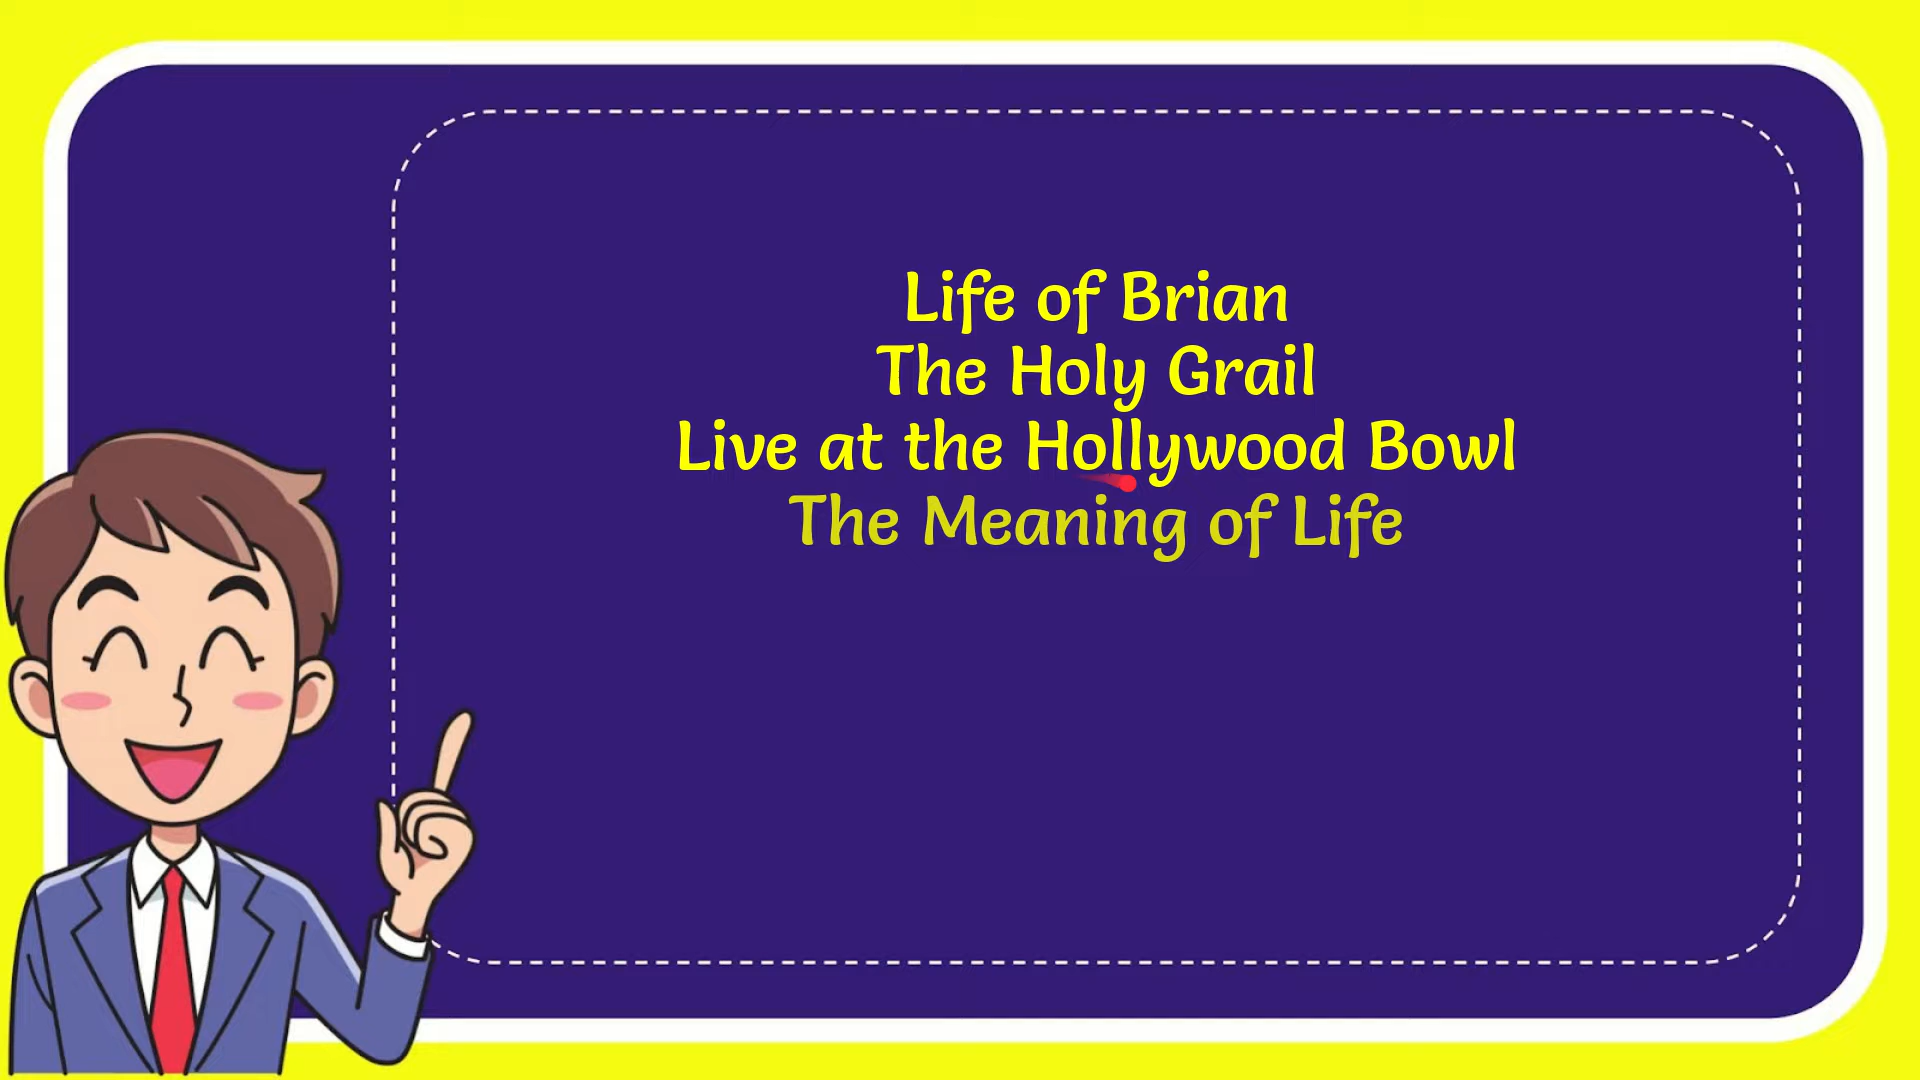 Life of Brian
The Holy Grail
Live at the Hollywood Bowl
The Meaning of Life